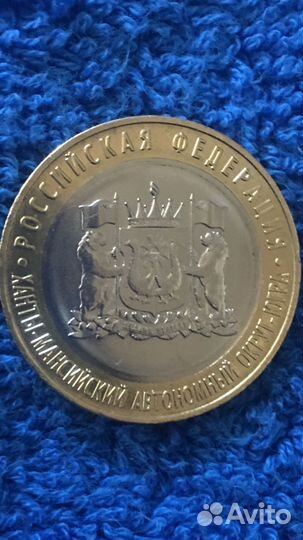 РОССИЙСКАЯ ФЕДЕРАЦИЯ
ХАНТЫ-МАНСИЙСКИЙ АВТОНОМНЫЙ ОКРУГ-ЮГРА
Avito